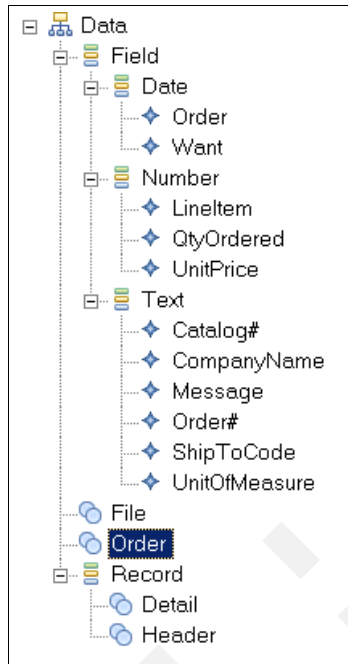 Data
Field
Date
Order
Want
Number
LineItem
QtyOrdered
UnitPrice
Text
Catalog#
CompanyName
Message
Order#
ShipToCode
UnitOfMeasure
File
Order
Record
Detail
Header